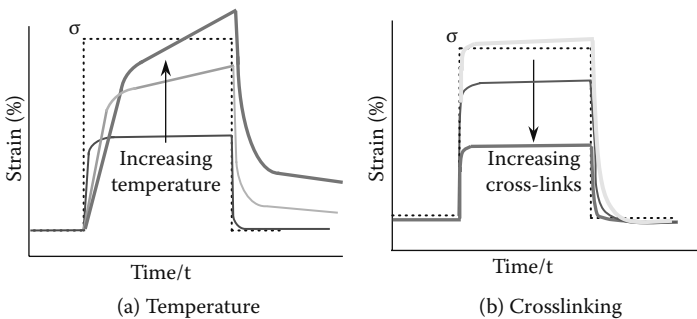 σ
Strain (%)
Increasing
temperature
Time/t
(a) Temperature
σ
Strain (%)
Increasing
cross-links
Time/t
(b) Crosslinking